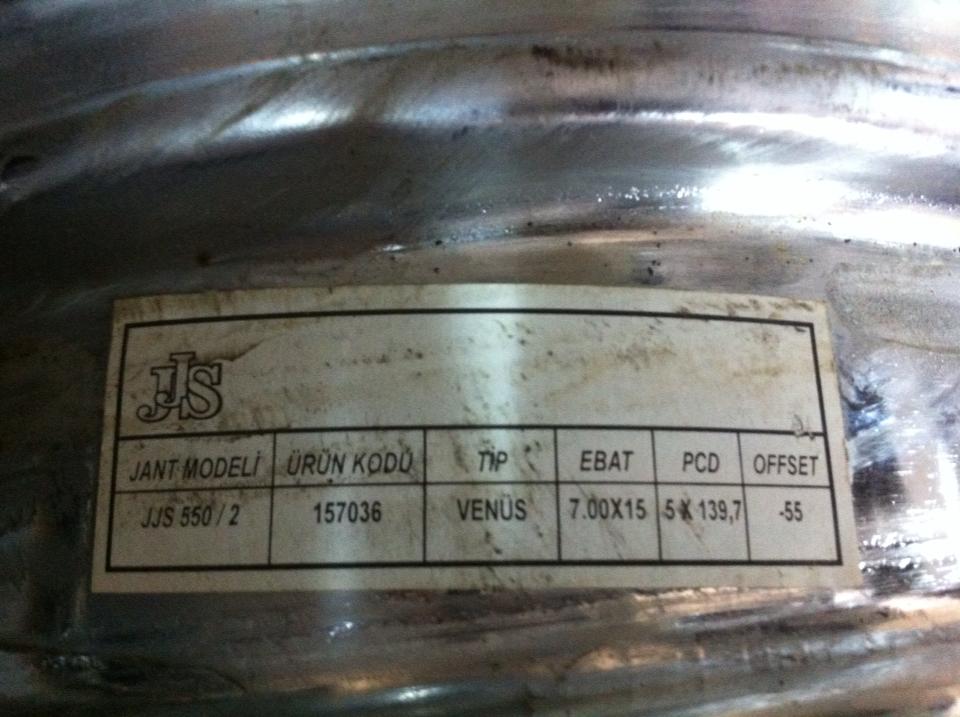 JJS
JANT MODELİ ÜRÜN KODU TİP EBAT PCD OFFSET
JJS 550 / 2 157036 VENÜS 7.00X15 5 X 139,7 -55